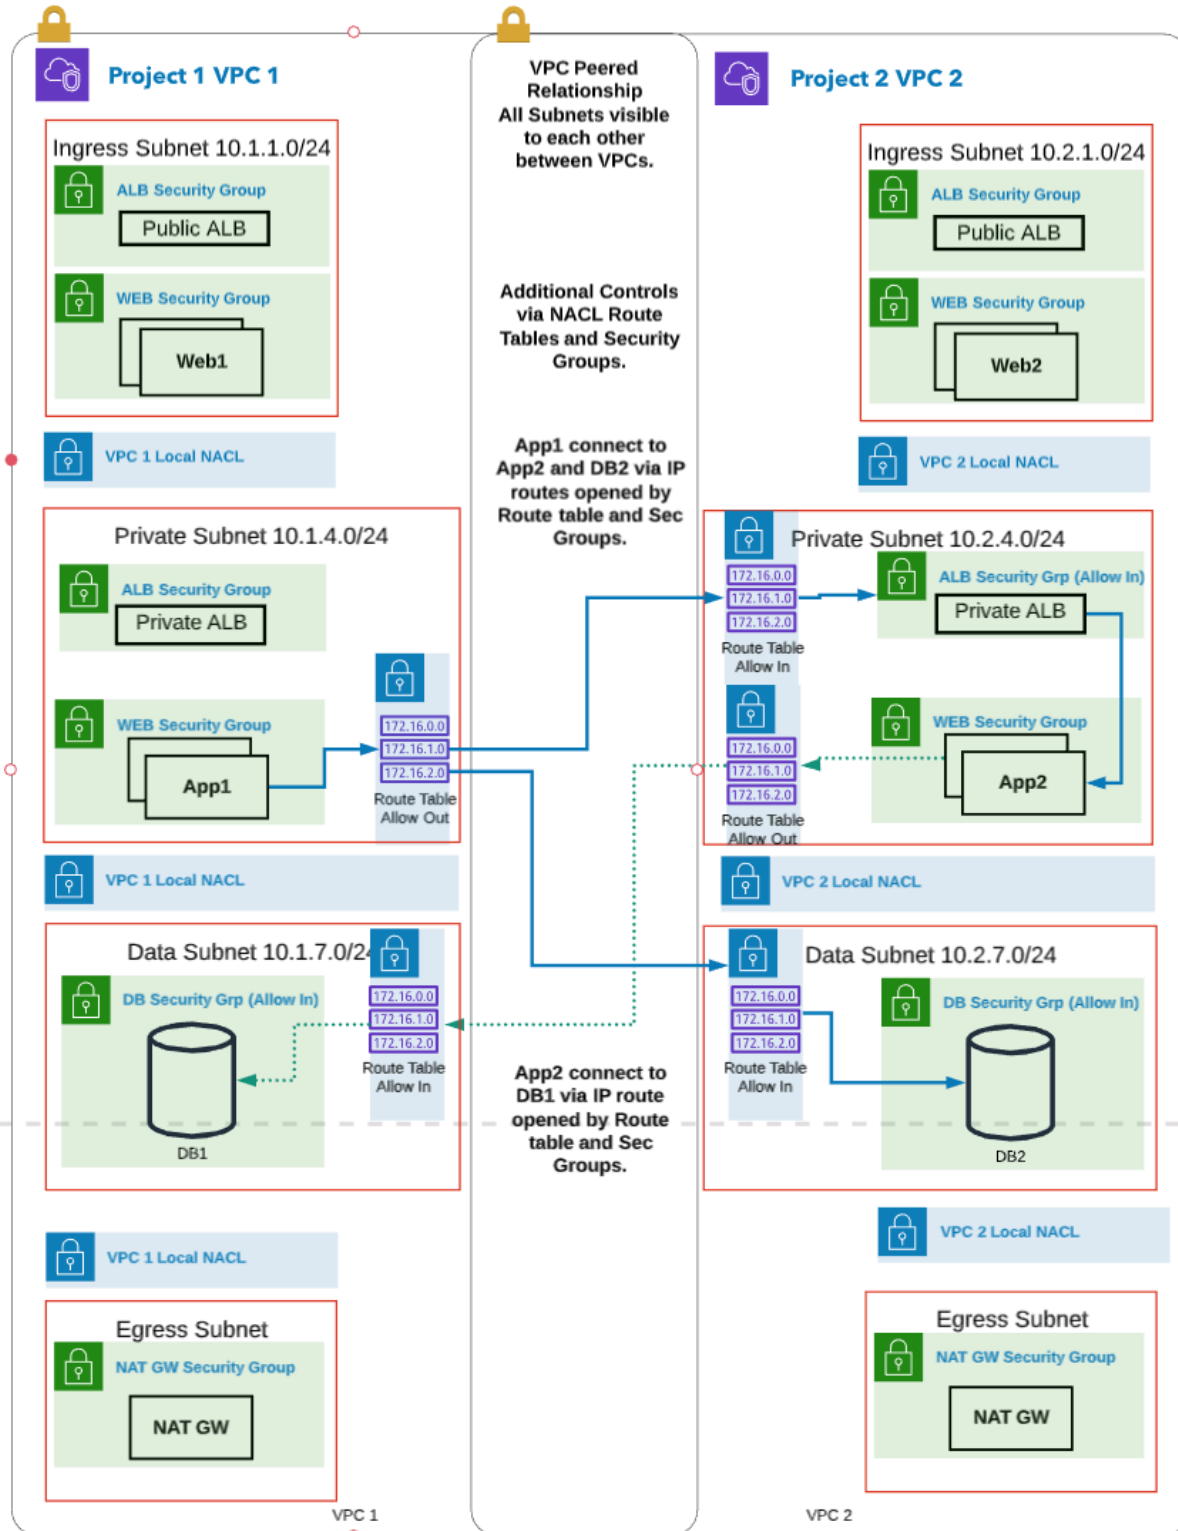 Project 1 VPC 1
Ingress Subnet 10.1.1.0/24
ALB Security Group
Public ALB
WEB Security Group
Web1
VPC 1 Local NACL
Private Subnet 10.1.4.0/24
ALB Security Group
Private ALB
WEB Security Group
App1
172.16.0.0
172.16.1.0
172.16.2.0
Route Table
Allow Out
VPC 1 Local NACL
Data Subnet 10.1.7.0/24
DB Security Grp (Allow In)
DB1
172.16.0.0
172.16.1.0
172.16.2.0
Route Table
Allow In
VPC 1 Local NACL
Egress Subnet
NAT GW Security Group
NAT GW
VPC 1
VPC Peered
Relationship
All Subnets visible
to each other
between VPCs.
Additional Controls
via NACL Route
Tables and Security
Groups.
App1 connect to
App2 and DB2 via IP
routes opened by
Route table and Sec
Groups.
App2 connect to
DB1 via IP route
opened by Route
table and Sec
Groups.
Project 2 VPC 2
Ingress Subnet 10.2.1.0/24
ALB Security Group
Public ALB
WEB Security Group
Web2
VPC 2 Local NACL
Private Subnet 10.2.4.0/24
172.16.0.0
172.16.1.0
172.16.2.0
Route Table
Allow In
ALB Security Grp (Allow In)
Private ALB
172.16.0.0
172.16.1.0
172.16.2.0
Route Table
Allow Out
WEB Security Group
App2
VPC 2 Local NACL
Data Subnet 10.2.7.0/24
172.16.0.0
172.16.1.0
172.16.2.0
Route Table
Allow In
DB Security Grp (Allow In)
DB2
VPC 2 Local NACL
Egress Subnet
NAT GW Security Group
NAT GW
VPC 2